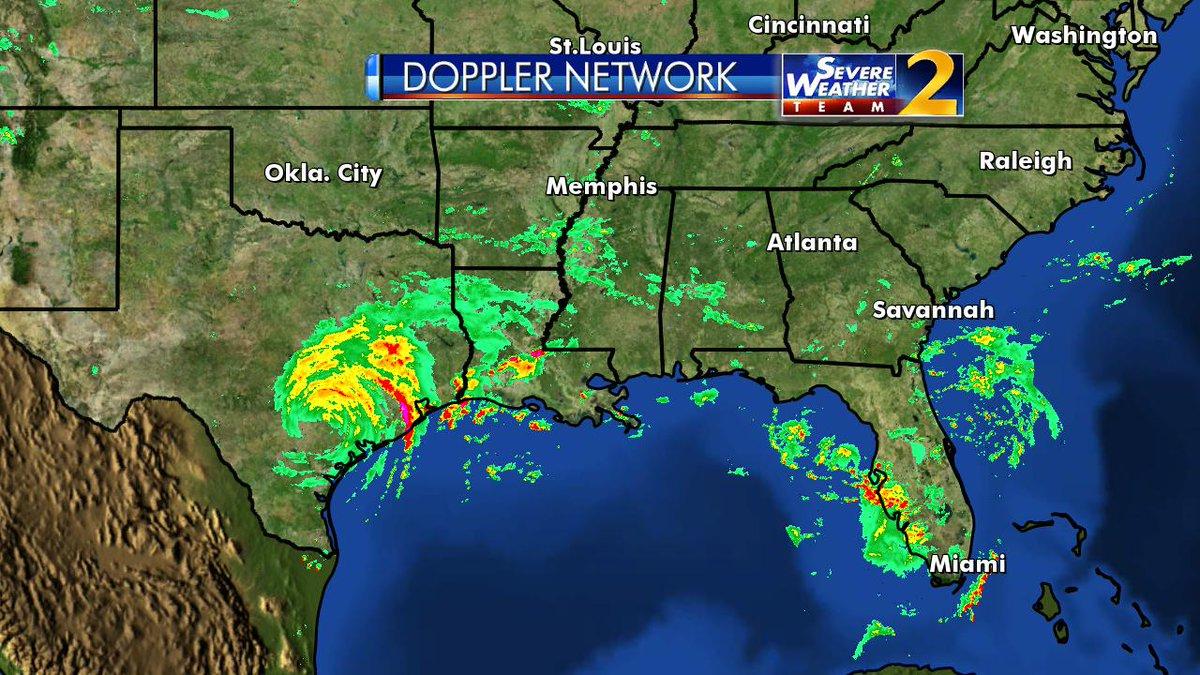 Cincinnati
Washington
St.Louis
DOPPLER NETWORK
SEVERE
WEATHER
TEAM
2
Okla. City
Memphis
Raleigh
Atlanta
Savannah
Miami